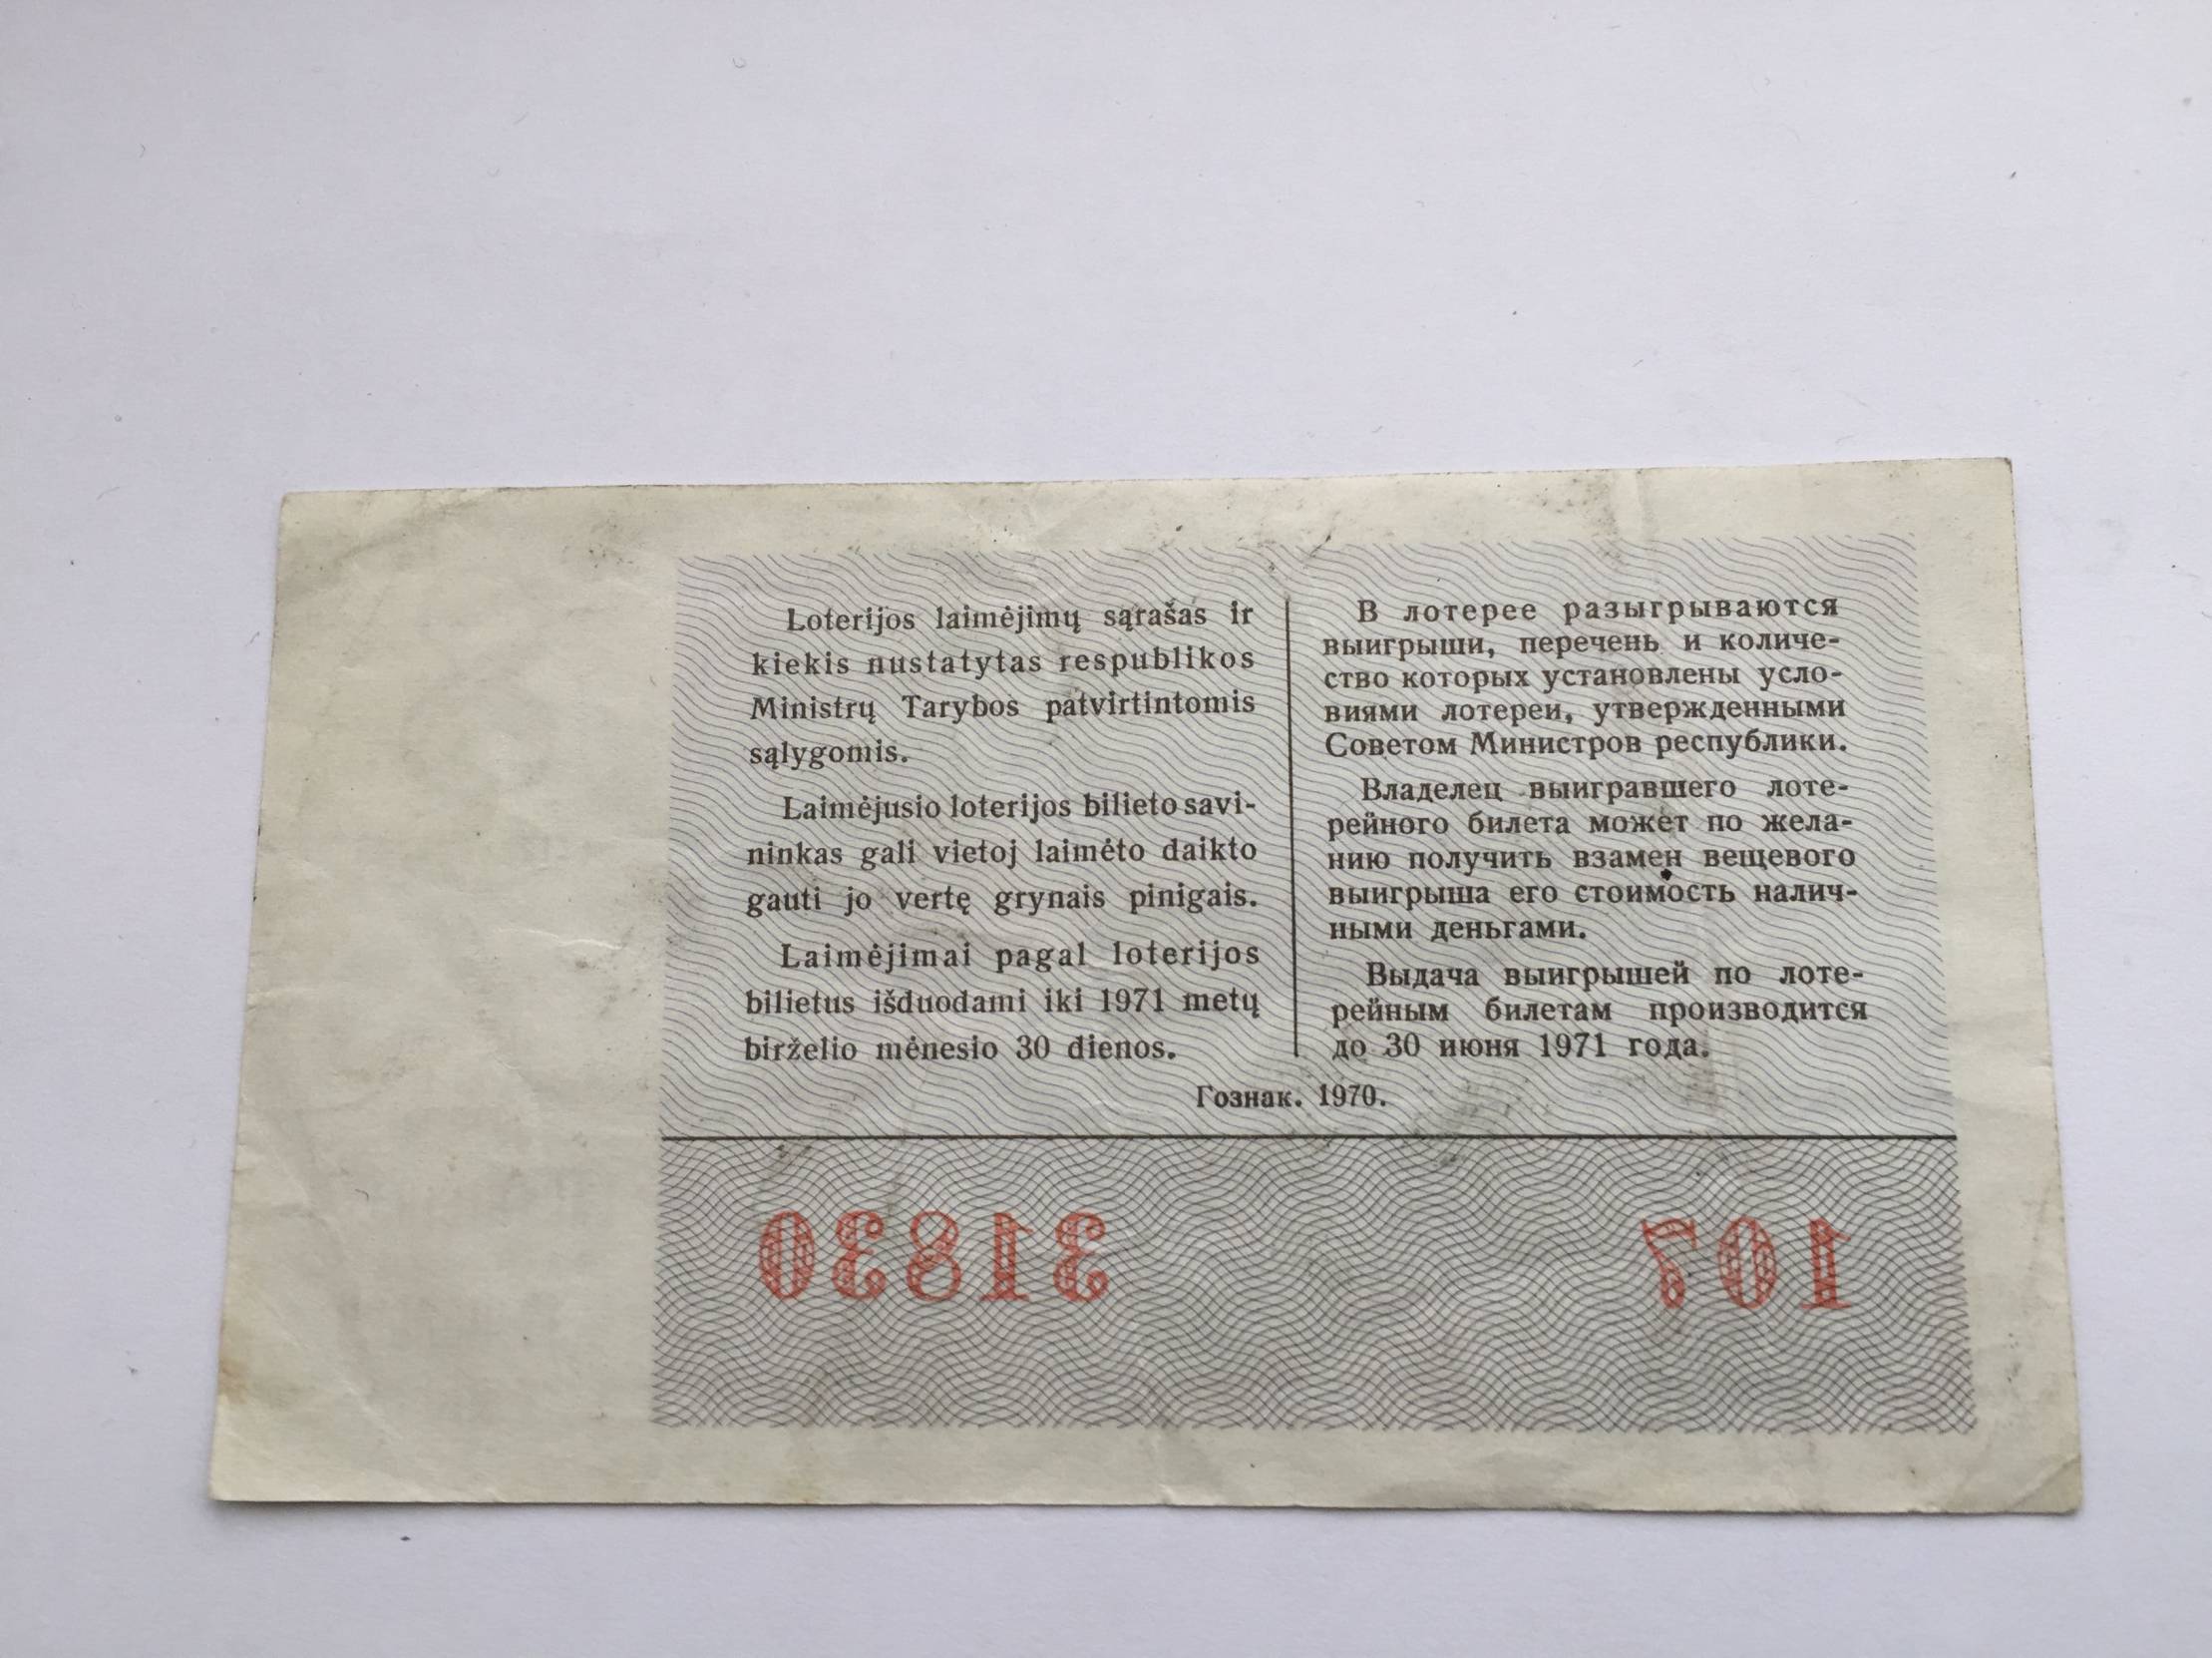 Loterijos laimėjimų sąrašas ir
kiekis nustatytas respublikos
Ministrų Tarybos patvirtintomis
sąlygomis.
Laimėjusio loterijos bilieto savi-
ninkas gali vietoj laimėto daikto
gauti jo vertę grynais pinigais.
Laimėjimai pagal loterijos
bilietus išduodami iki 1971 metų
birželio mėnesio 30 dienos.
В лотерее разыгрываются
выигрыши, перечень и количе-
ство которых установлены усло-
виями лотереи, утвержденными
Советом Министров республики.
Владелец выигравшего лоте-
рейного билета может по жела-
нию получить взамен вещевого
выигрыша его стоимость налич-
ными деньгами.
Выдача выигрышей по лоте-
рейным билетам производится
до 30 июня 1971 года.
Гознак. 1970.
31830
107